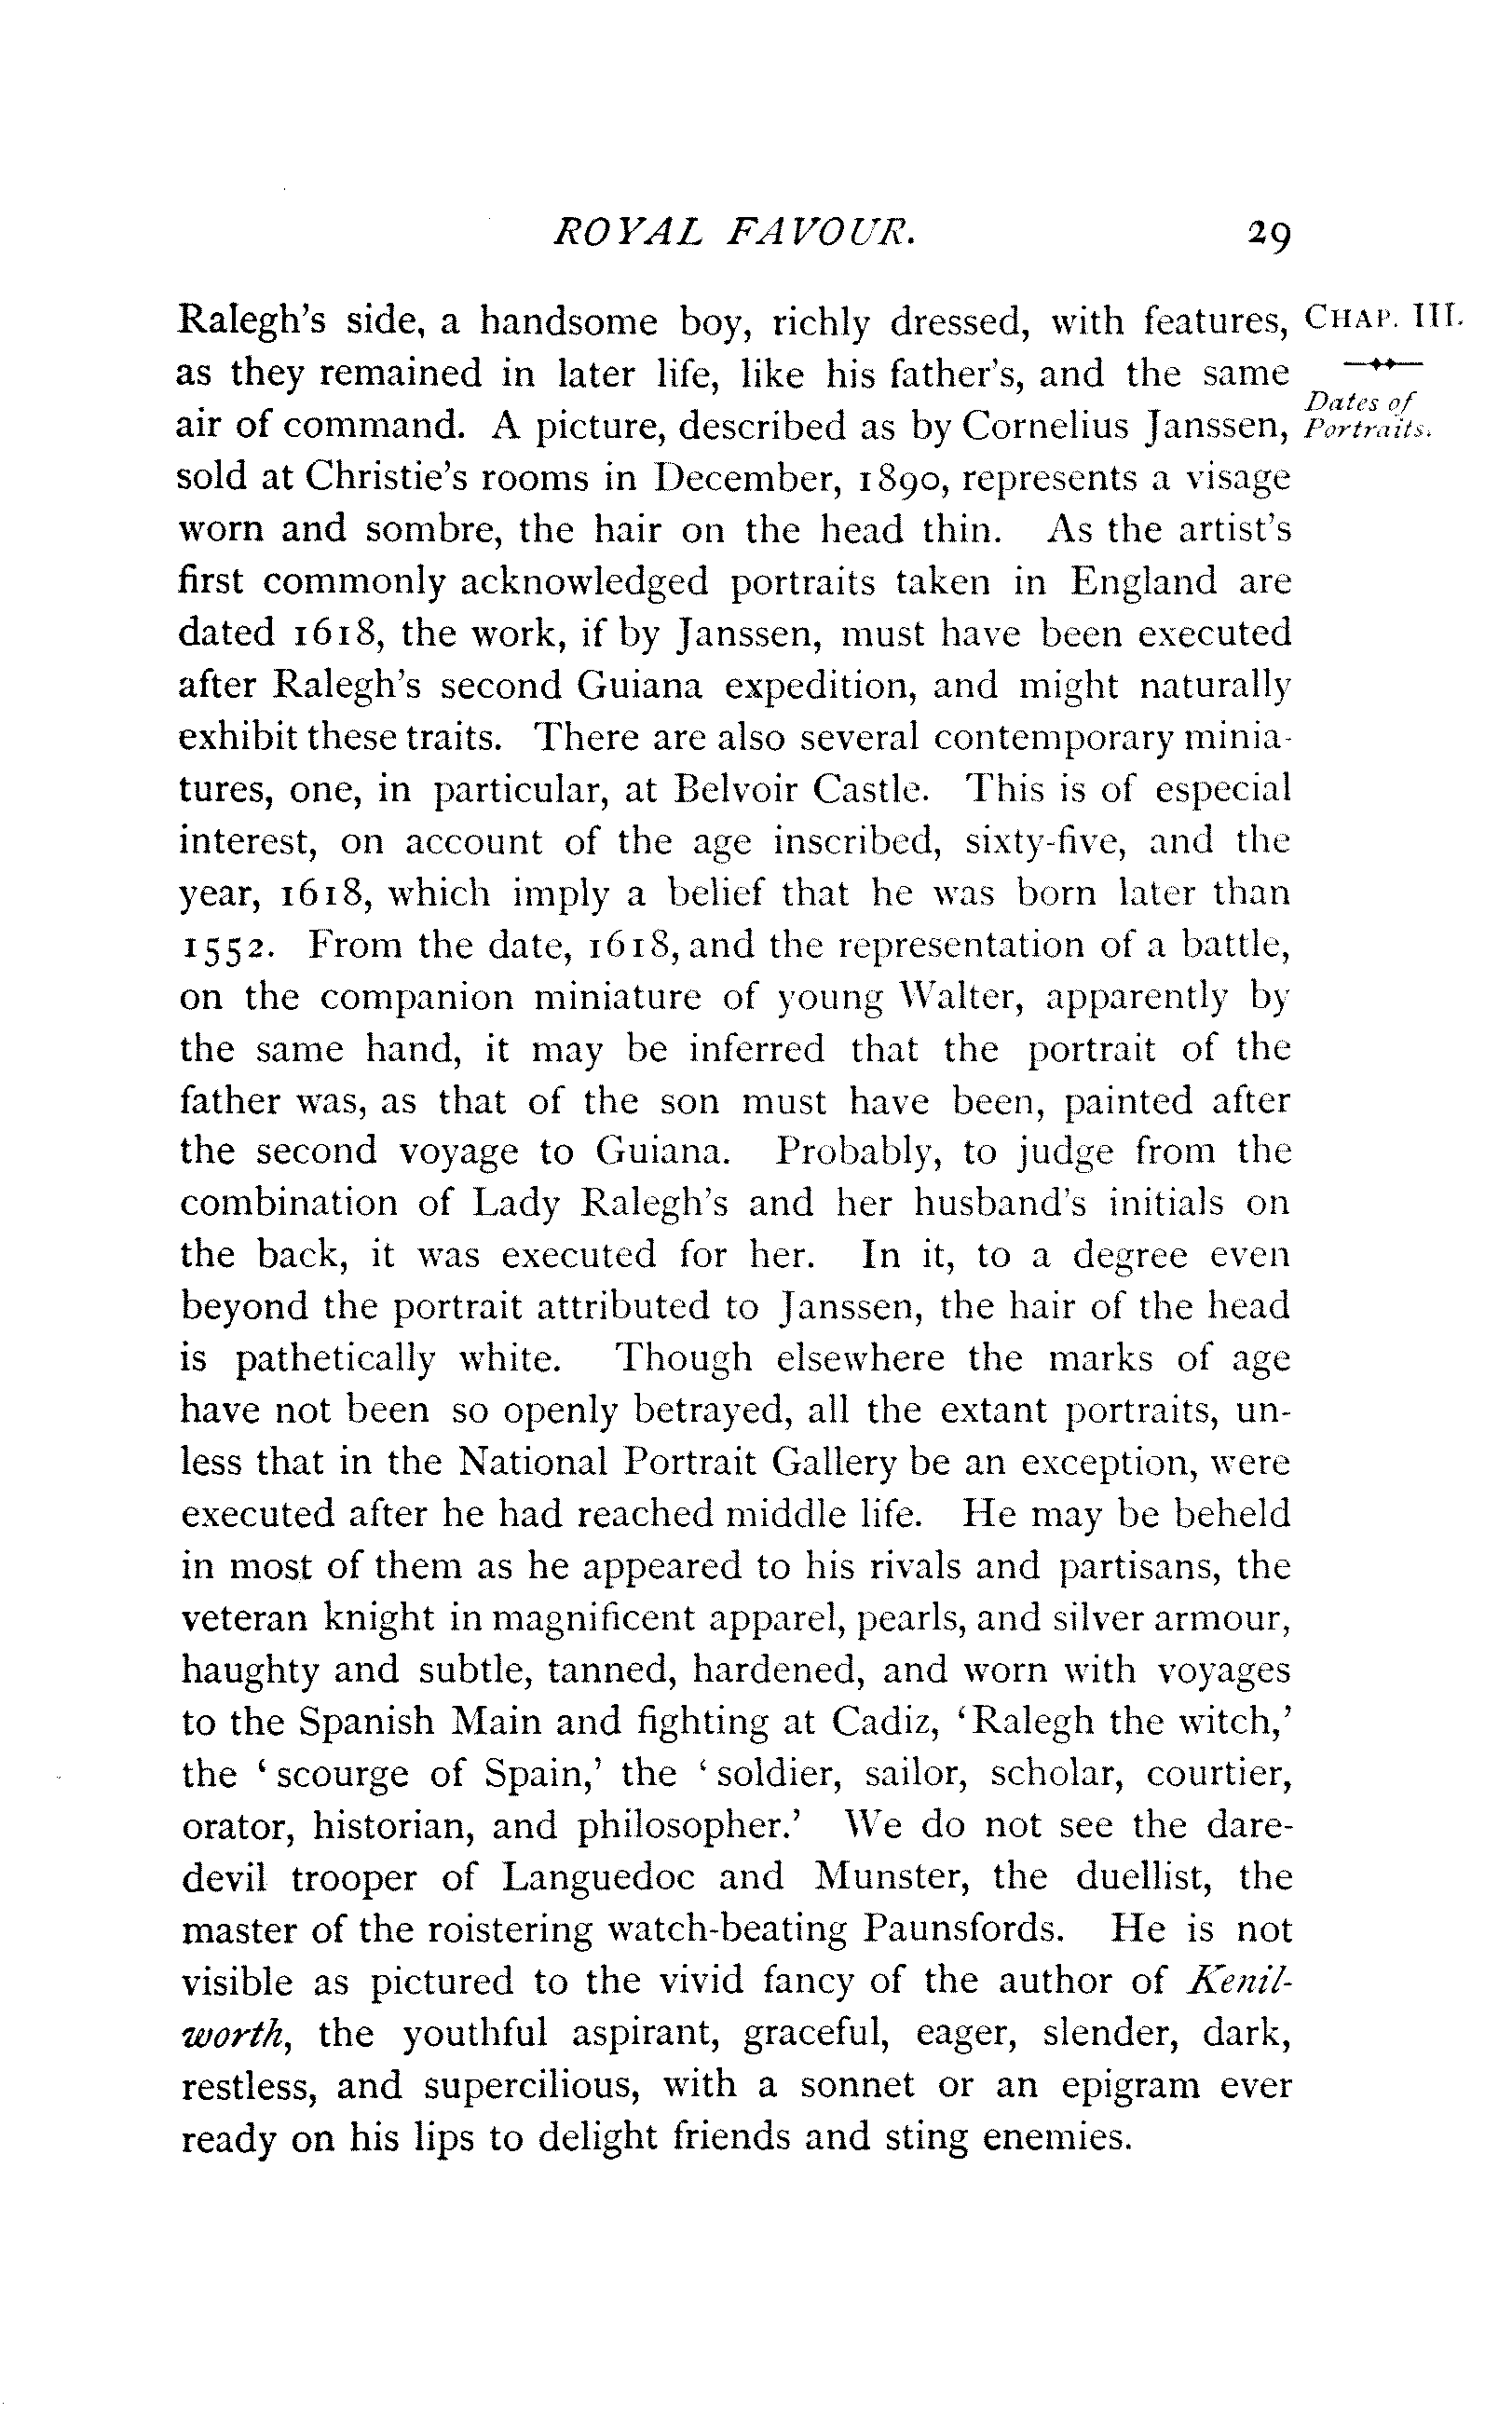 ROYAL FAVOUR. 29
Ralegh's side, a handsome boy, richly dressed, with features, CHAP. III.
as they remained in later life, like his father's, and the same
Dates of
air of command. A picture, described as by Cornelius Janssen, Portraits.
sold at Christie's rooms in December, 1890, represents a visage
worn and sombre, the hair on the head thin. As the artist's
first commonly acknowledged portraits taken in England are
dated 1618, the work, if by Janssen, must have been executed
after Ralegh's second Guiana expedition, and might naturally
exhibit these traits. There are also several contemporary minia-
tures, one, in particular, at Belvoir Castle. This is of especial
interest, on account of the age inscribed, sixty-five, and the
year, 1618, which imply a belief that he was born later than
1552. From the date, 1618, and the representation of a battle,
on the companion miniature of young Walter, apparently by
the same hand, it may be inferred that the portrait of the
father was, as that of the son must have been, painted after
the second voyage to Guiana. Probably, to judge from the
combination of Lady Ralegh's and her husband's initials on
the back, it was executed for her. In it, to a degree even
beyond the portrait attributed to Janssen, the hair of the head
is pathetically white. Though elsewhere the marks of age
have not been so openly betrayed, all the extant portraits, un-
less that in the National Portrait Gallery be an exception, were
executed after he had reached middle life. He may be beheld
in most of them as he appeared to his rivals and partisans, the
veteran knight in magnificent apparel, pearls, and silver armour,
haughty and subtle, tanned, hardened, and worn with voyages
to the Spanish Main and fighting at Cadiz, 'Ralegh the witch,'
the 'scourge of Spain,' the 'soldier, sailor, scholar, courtier,
orator, historian, and philosopher.' We do not see the dare-
devil trooper of Languedoc and Munster, the duellist, the
master of the roistering watch-beating Paunsfords. He is not
visible as pictured to the vivid fancy of the author of Kenil-
worth, the youthful aspirant, graceful, eager, slender, dark,
restless, and supercilious, with a sonnet or an epigram ever
ready on his lips to delight friends and sting enemies.